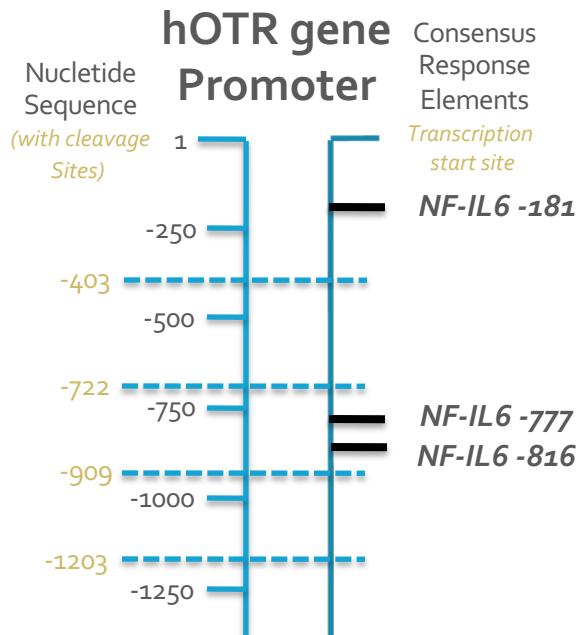 hOTR gene
Promoter
Nucletide
Sequence
(with cleavage
Sites)
Consensus
Response
Elements
Transcription
start site
1
NF-IL6 -181
-250
-403
-500
-722
-750
NF-IL6 -777
NF-IL6 -816
-909
-1000
-1203
-1250